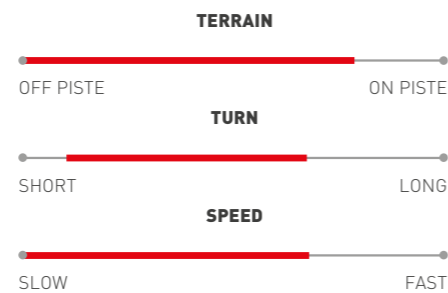 TERRAIN
OFF PISTE ON PISTE
TURN
SHORT LONG
SPEED
SLOW FAST